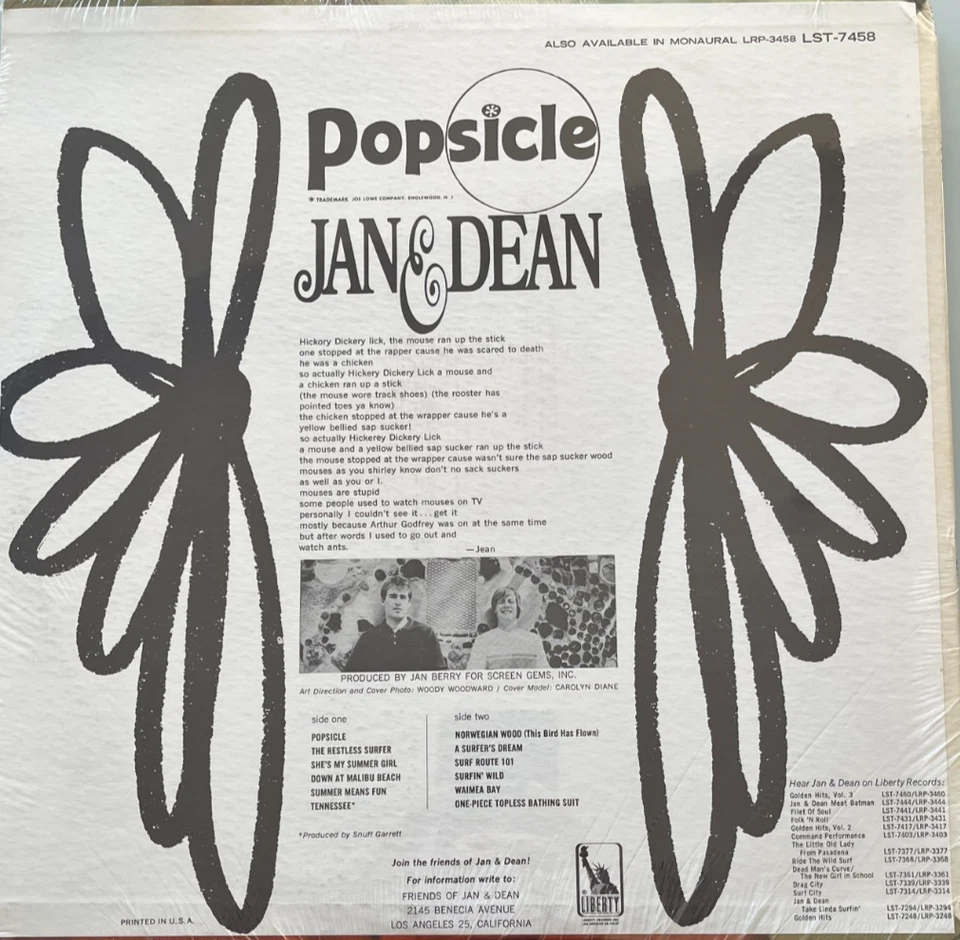 ALSO AVAILABLE IN MONAURAL LRP-3458 LST-7458
Popsicle
* TRADEMARK JOE LOWE COMPANY, ENGLEWOOD, N J
JAN & DEAN
Hickory Dickery lick, the mouse ran up the stick
one stopped at the rapper cause he was scared to death
he was a chicken
so actually Hickery Dickery Lick a mouse and
a chicken ran up a stick
(the mouse wore track shoes) (the rooster has
pointed toes ya know)
the chicken stopped at the wrapper cause he's a
yellow bellied sap sucker!
so actually Hickerey Dickery Lick
a mouse and a yellow bellied sap sucker ran up the stick
the mouse stopped at the wrapper cause wasn't sure the sap sucker wood
mouses as you shirley know don't no sack suckers
as well as you or I.
mouses are stupid
some people used to watch mouses on TV
personally I couldn't see it . . . get it
mostly because Arthur Godfrey was on at the same time
but after words I used to go out and
watch ants. — Jean
PRODUCED BY JAN BERRY FOR SCREEN GEMS, INC.
Art Direction and Cover Photo: WOODY WOODWARD / Cover Model: CAROLYN DIANE
side one
POPSICLE
THE RESTLESS SURFER
SHE'S MY SUMMER GIRL
DOWN AT MALIBU BEACH
SUMMER MEANS FUN
TENNESSEE*
side two
NORWEGIAN WOOD (This Bird Has Flown)
A SURFER'S DREAM
SURF ROUTE 101
SURFIN' WILD
WAIMEA BAY
ONE-PIECE TOPLESS BATHING SUIT
*Produced by Snuff Garrett
Join the friends of Jan & Dean!
For information write to:
FRIENDS OF JAN & DEAN
2145 BENECIA AVENUE
LOS ANGELES 25, CALIFORNIA
LIBERTY
Hear Jan & Dean on Liberty Records:
Golden Hits, Vol. 3 LST-7460/LRP-3460
Jan & Dean Meet Batman LST-7444/LRP-3444
Filet Of Soul LST-7441/LRP-3441
Folk 'N Roll LST-7431/LRP-3431
Golden Hits, Vol. 2 LST-7417/LRP-3417
Command Performance LST-7403/LRP-3403
The Little Old Lady
From Pasadena LST-7377/LRP-3377
Ride The Wild Surf LST-7368/LRP-3368
Dead Man's Curve/
The New Girl in School LST-7361/LRP-3361
Drag City LST-7339/LRP-3339
Surf City LST-7314/LRP-3314
Jan & Dean
Take Linda Surfin' LST-7294/LRP-3294
Golden Hits LST-7248/LRP-3248
PRINTED IN U.S.A.